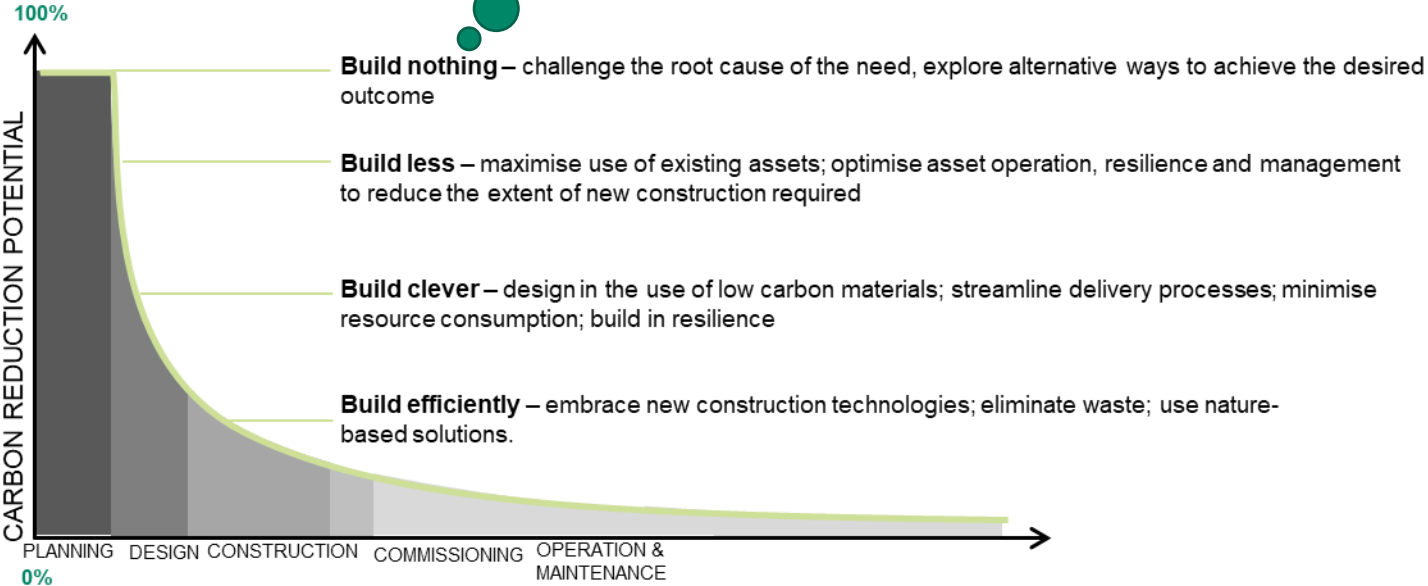 100%
Build nothing – challenge the root cause of the need, explore alternative ways to achieve the desired
outcome
Build less – maximise use of existing assets; optimise asset operation, resilience and management
to reduce the extent of new construction required
Build clever – design in the use of low carbon materials; streamline delivery processes; minimise
resource consumption; build in resilience
Build efficiently – embrace new construction technologies; eliminate waste; use nature-
based solutions.
CARBON REDUCTION POTENTIAL
PLANNING DESIGN CONSTRUCTION COMMISSIONING OPERATION &
MAINTENANCE
0%